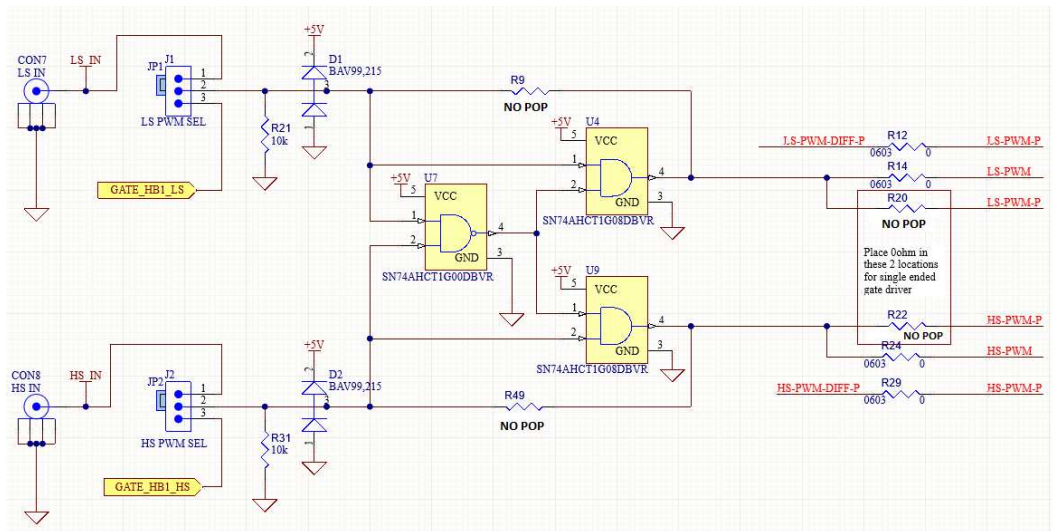 +5V
CON7
LS IN
LS_IN
J1
JP1
1
2
3
LS PWM SEL
D1
BAV99,215
2
3
1
R21
10k
GATE_HB1_LS
R9
NO POP
+5V
U4
5
VCC
1
2
4
GND
3
SN74AHCT1G08DBVR
+5V
U7
5
VCC
1
2
4
GND
3
SN74AHCT1G00DBVR
+5V
U9
5
VCC
1
2
4
GND
3
SN74AHCT1G08DBVR
LS-PWM-DIFF-P
R12
0603
0
LS-PWM-P
R14
0603
0
LS-PWM
R20
NO POP
LS-PWM-P
Place 0ohm in
these 2 locations
for single ended
gate driver
R22
NO POP
HS-PWM-P
R24
0603
0
HS-PWM
HS-PWM-DIFF-P
R29
0603
0
HS-PWM-P
+5V
CON8
HS IN
HS_IN
J2
JP2
1
2
3
HS PWM SEL
D2
BAV99,215
2
3
1
R31
10k
R49
NO POP
GATE_HB1_HS